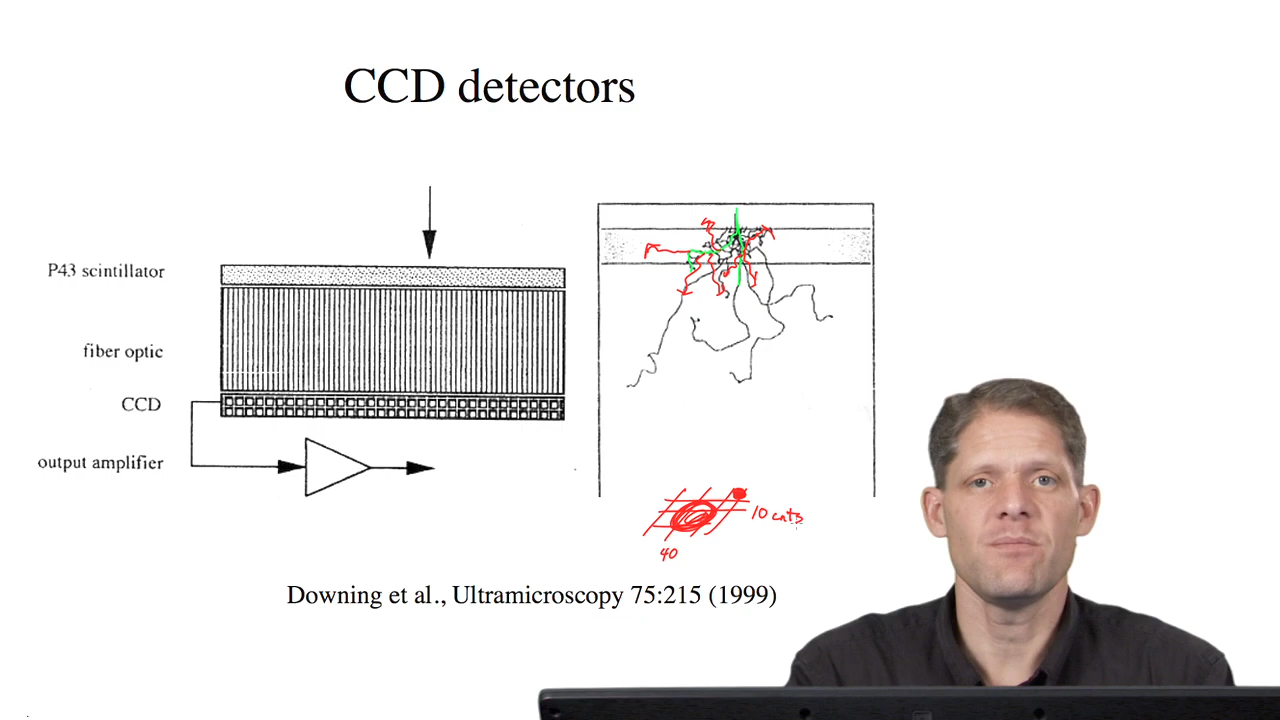 CCD detectors
P43 scintillator
fiber optic
CCD
output amplifier
10 cnts
40
Downing et al., Ultramicroscopy 75:215 (1999)